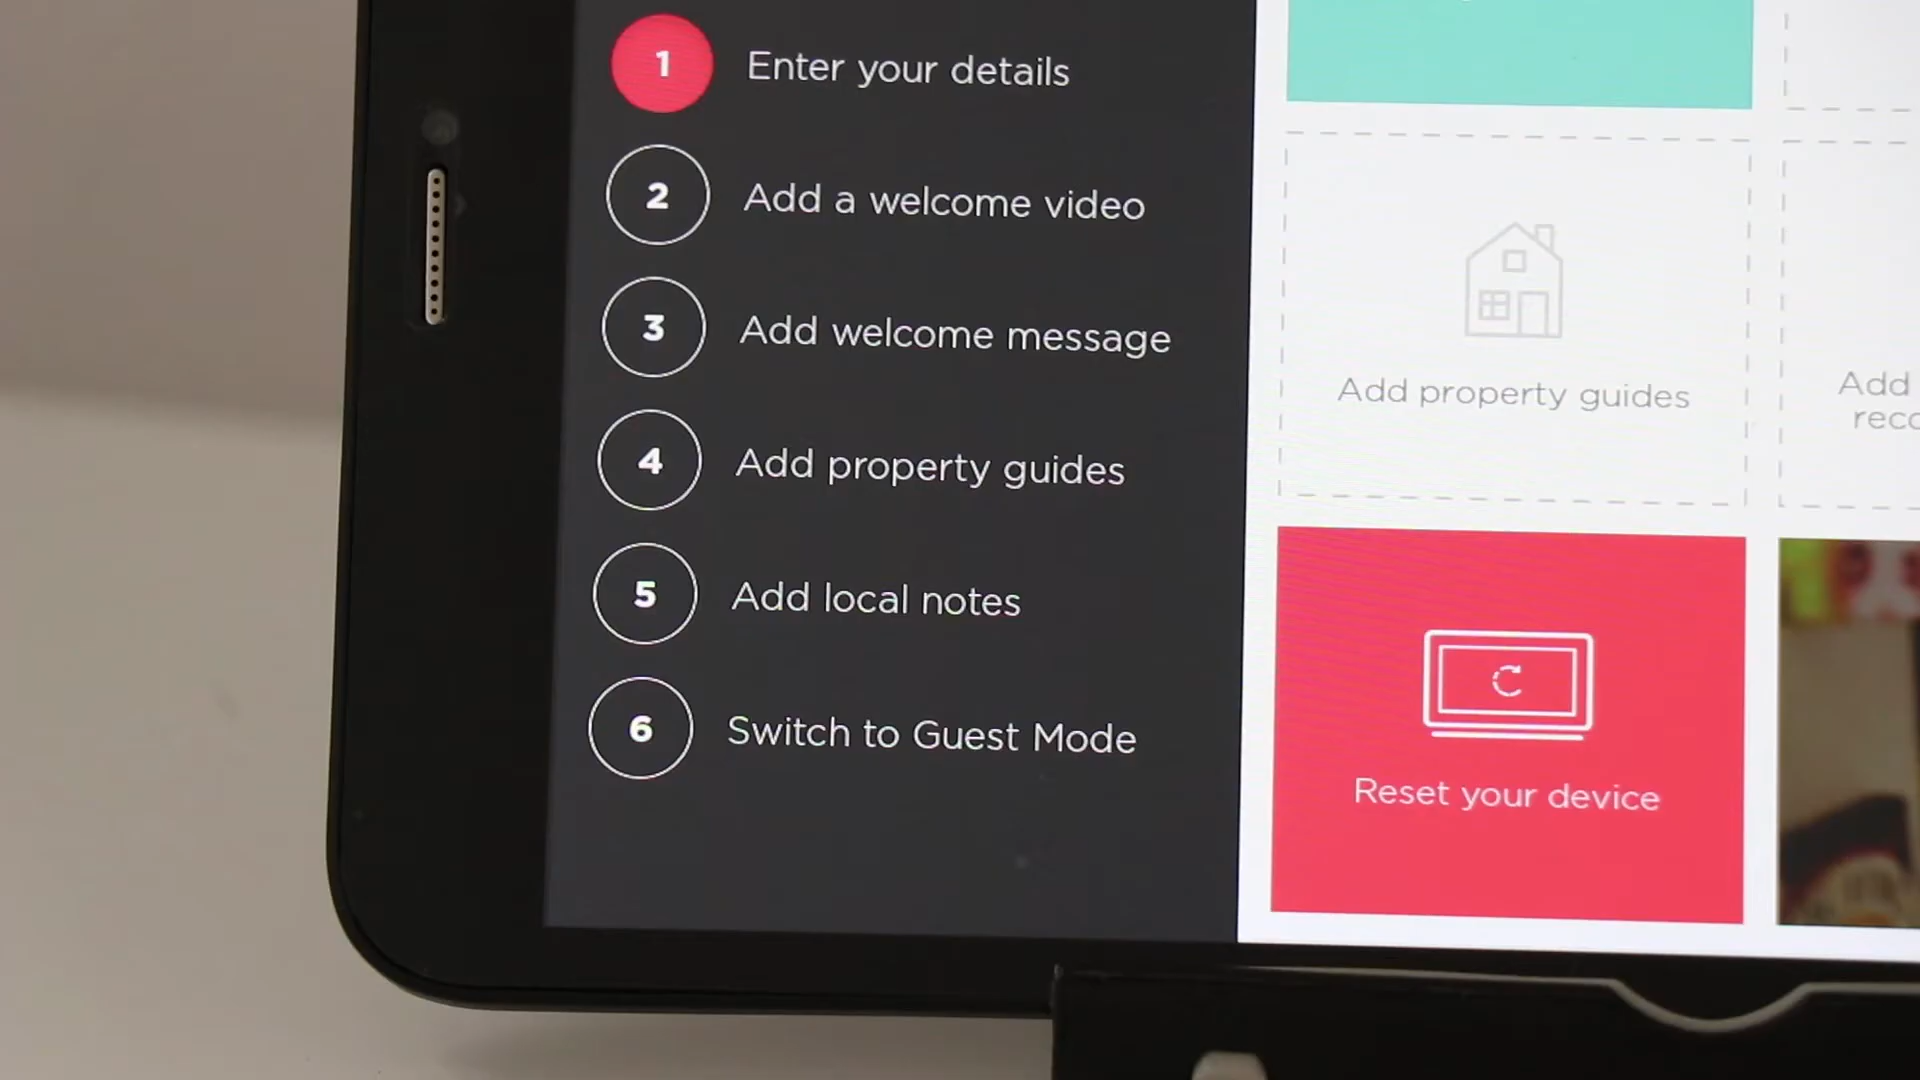 1 Enter your details
2 Add a welcome video
3 Add welcome message
4 Add property guides
5 Add local notes
6 Switch to Guest Mode
Add property guides
Add
Reset your device